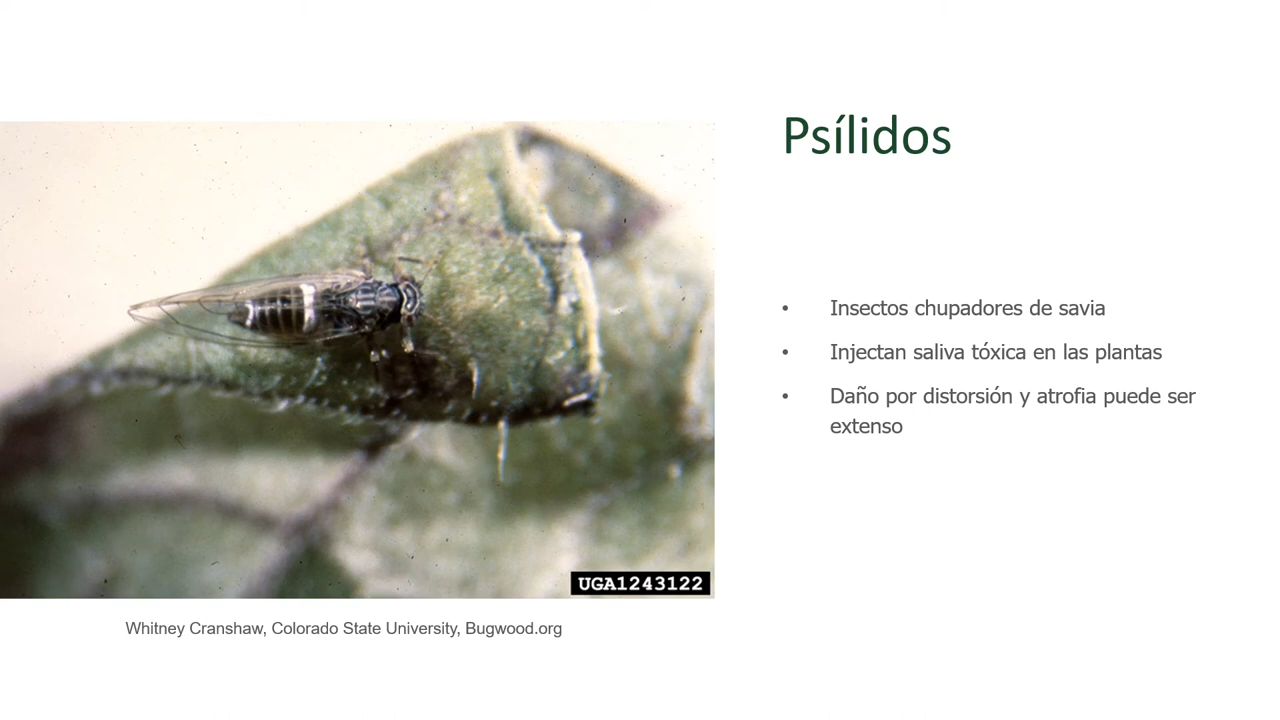 Psílidos
• Insectos chupadores de savia
• Injectan saliva tóxica en las plantas
• Daño por distorsión y atrofia puede ser
extenso
UGA1243122
Whitney Cranshaw, Colorado State University, Bugwood.org